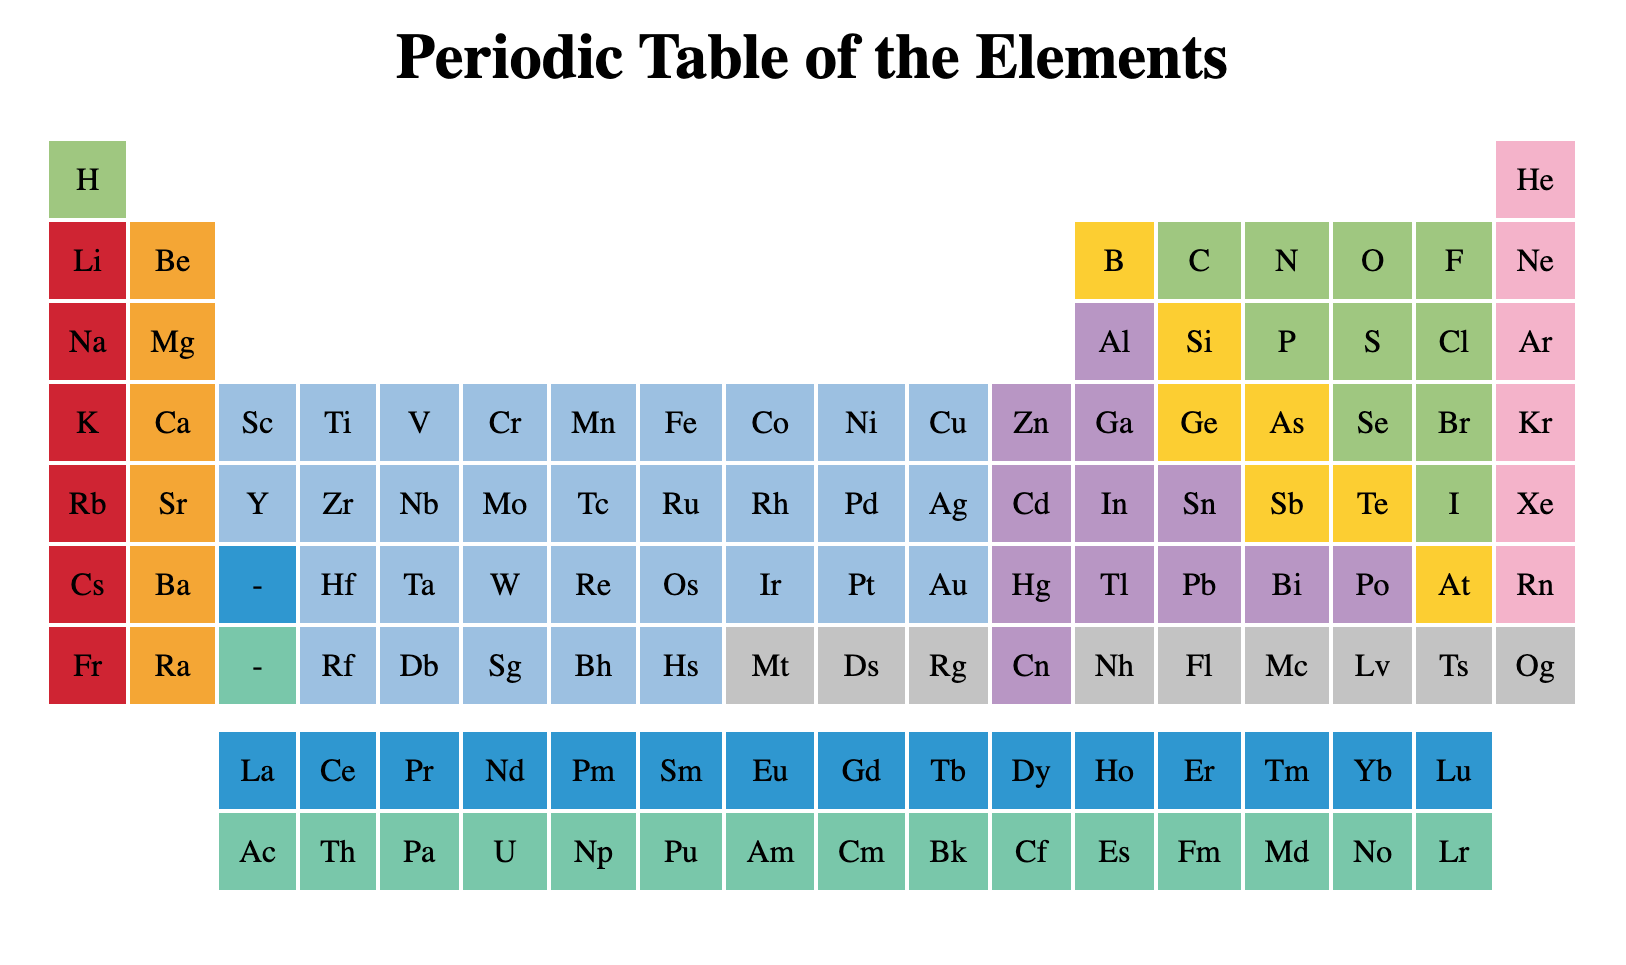 Periodic Table of the Elements
H He
Li Be B C N O F Ne
Na Mg Al Si P S Cl Ar
K Ca Sc Ti V Cr Mn Fe Co Ni Cu Zn Ga Ge As Se Br Kr
Rb Sr Y Zr Nb Mo Tc Ru Rh Pd Ag Cd In Sn Sb Te I Xe
Cs Ba - Hf Ta W Re Os Ir Pt Au Hg Tl Pb Bi Po At Rn
Fr Ra - Rf Db Sg Bh Hs Mt Ds Rg Cn Nh Fl Mc Lv Ts Og
La Ce Pr Nd Pm Sm Eu Gd Tb Dy Ho Er Tm Yb Lu
Ac Th Pa U Np Pu Am Cm Bk Cf Es Fm Md No Lr